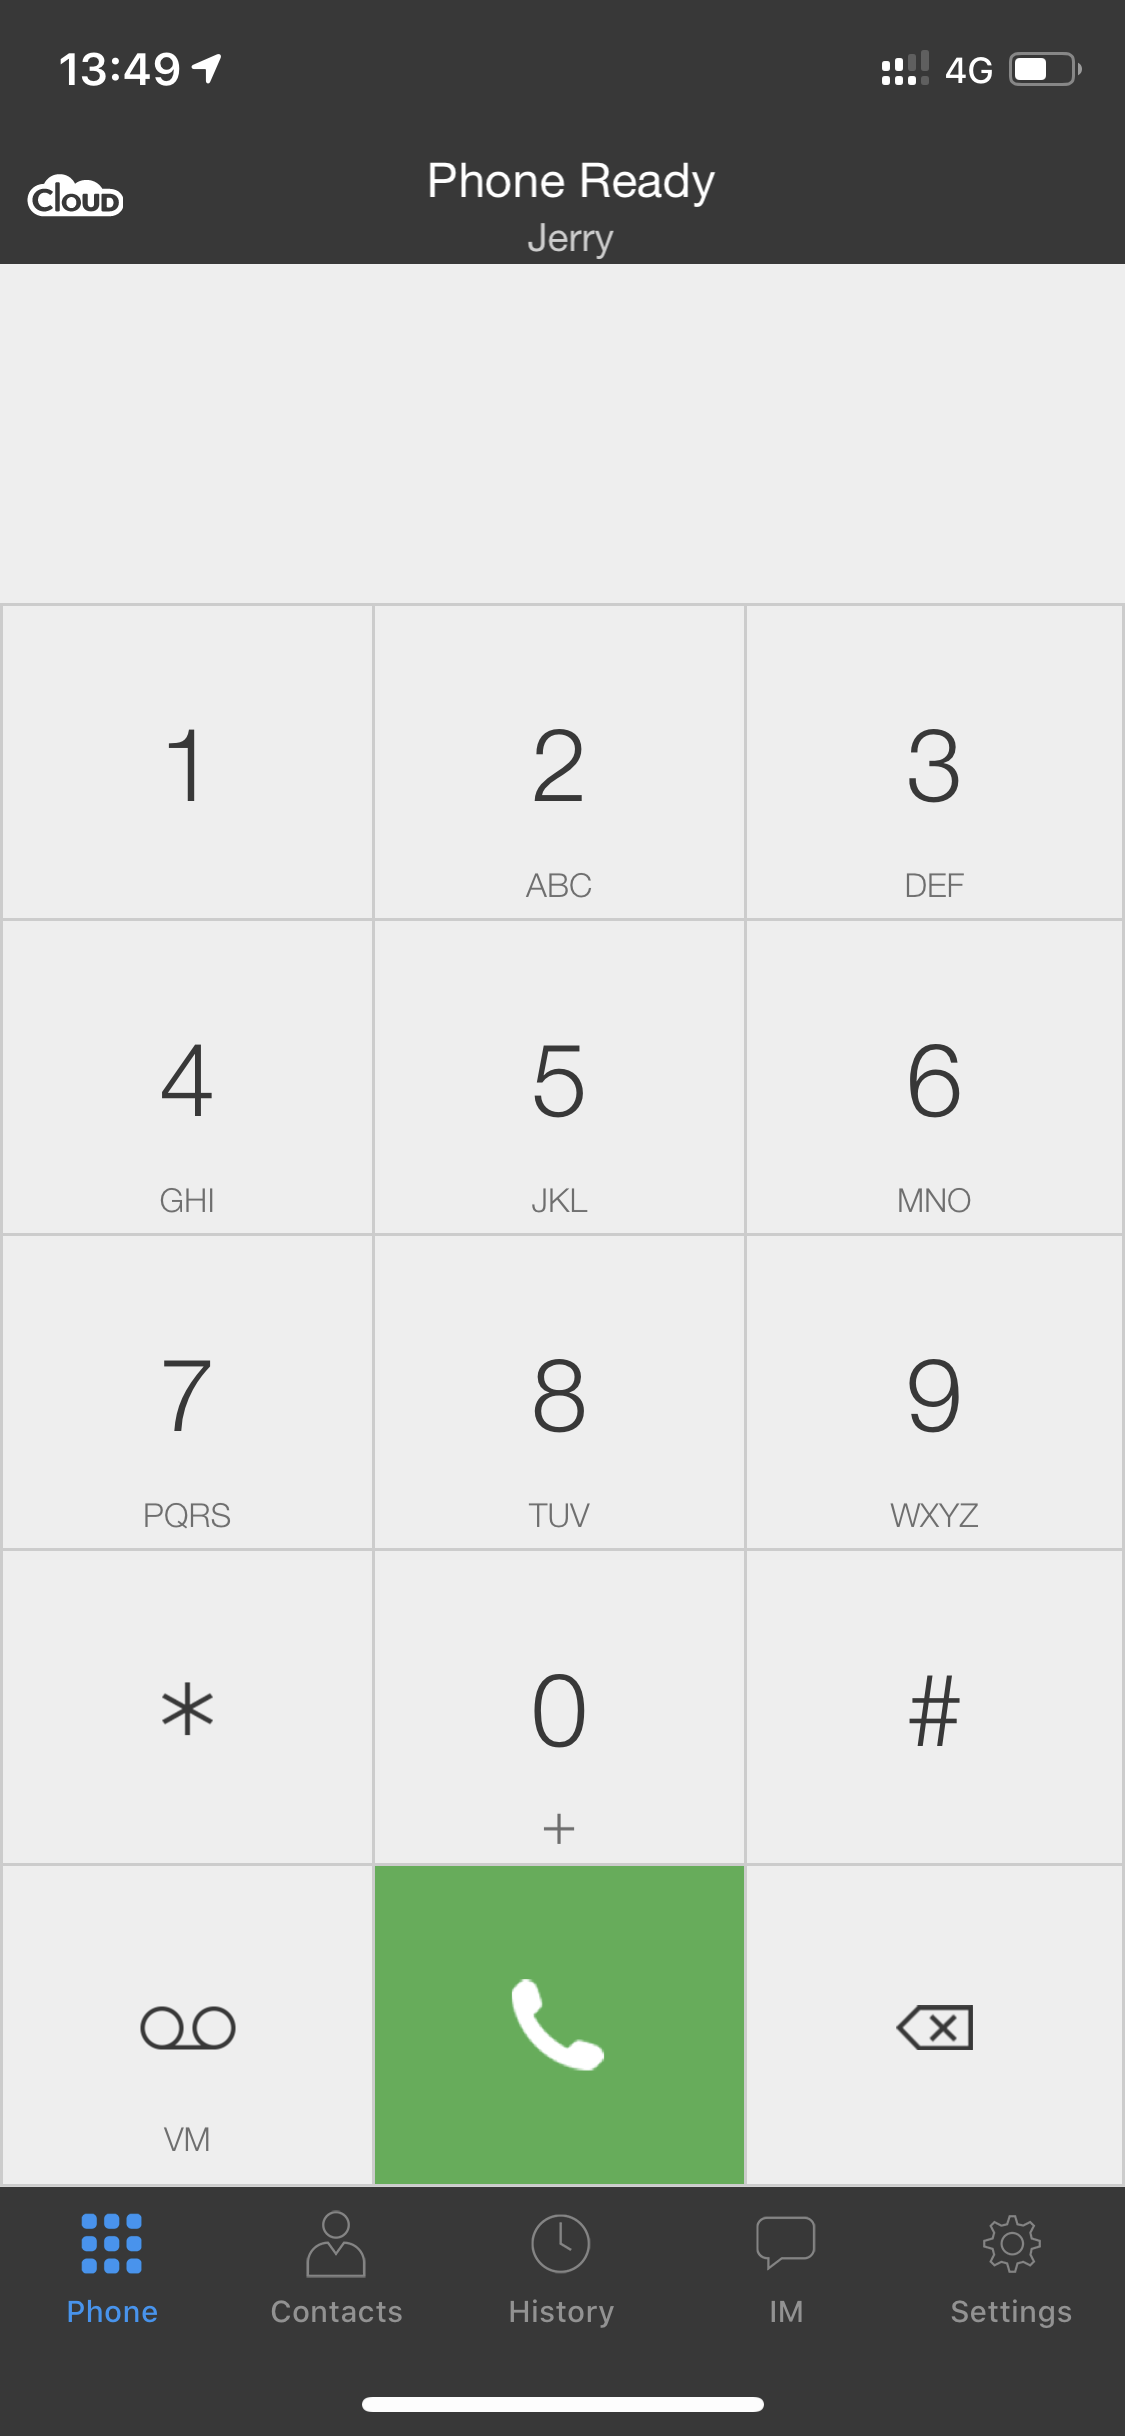 13:49
4G
CLOUD
Phone Ready
Jerry
1
2
3
ABC
DEF
4
5
6
GHI
JKL
MNO
7
8
9
PQRS
TUV
WXYZ
*
0
#
+
VM
Phone
Contacts
History
IM
Settings